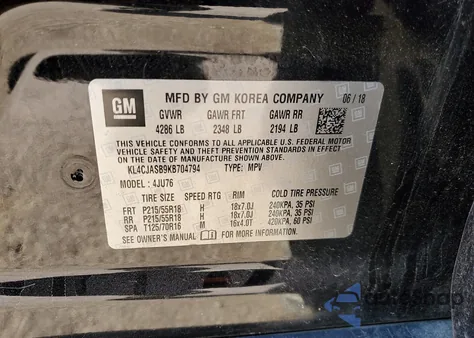 GM MFD BY GM KOREA COMPANY 06 / 18
GVWR GAWR FRT GAWR RR
4286 LB 2348 LB 2194 LB
THIS VEHICLE CONFORMS TO ALL APPLICABLE U.S. FEDERAL MOTOR
VEHICLE SAFETY, BUMPER, AND THEFT PREVENTION STANDARDS IN
EFFECT ON THE DATE OF MANUFACTURE SHOWN ABOVE.
KL4CJASB9KB704794 TYPE: MPV
MODEL : 4JU76
TIRE SIZE SPEED RTG RIM COLD TIRE PRESSURE
FRT P215/55R18 H 18x7.0J 240KPA, 35 PSI
RR P215/55R18 H 18x7.0J 240KPA, 35 PSI
SPA T125/70R16 M 16x4.0T 420KPA, 60 PSI
SEE OWNER'S MANUAL FOR MORE INFORMATION
autoshop